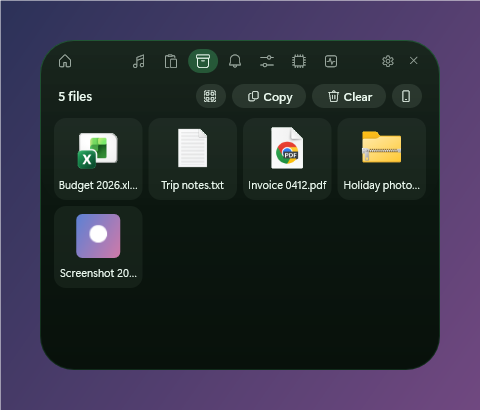 5 files
Copy
Clear
Budget 2026.xl...
Trip notes.txt
PDF
Invoice 0412.pdf
Holiday photo...
Screenshot 20...